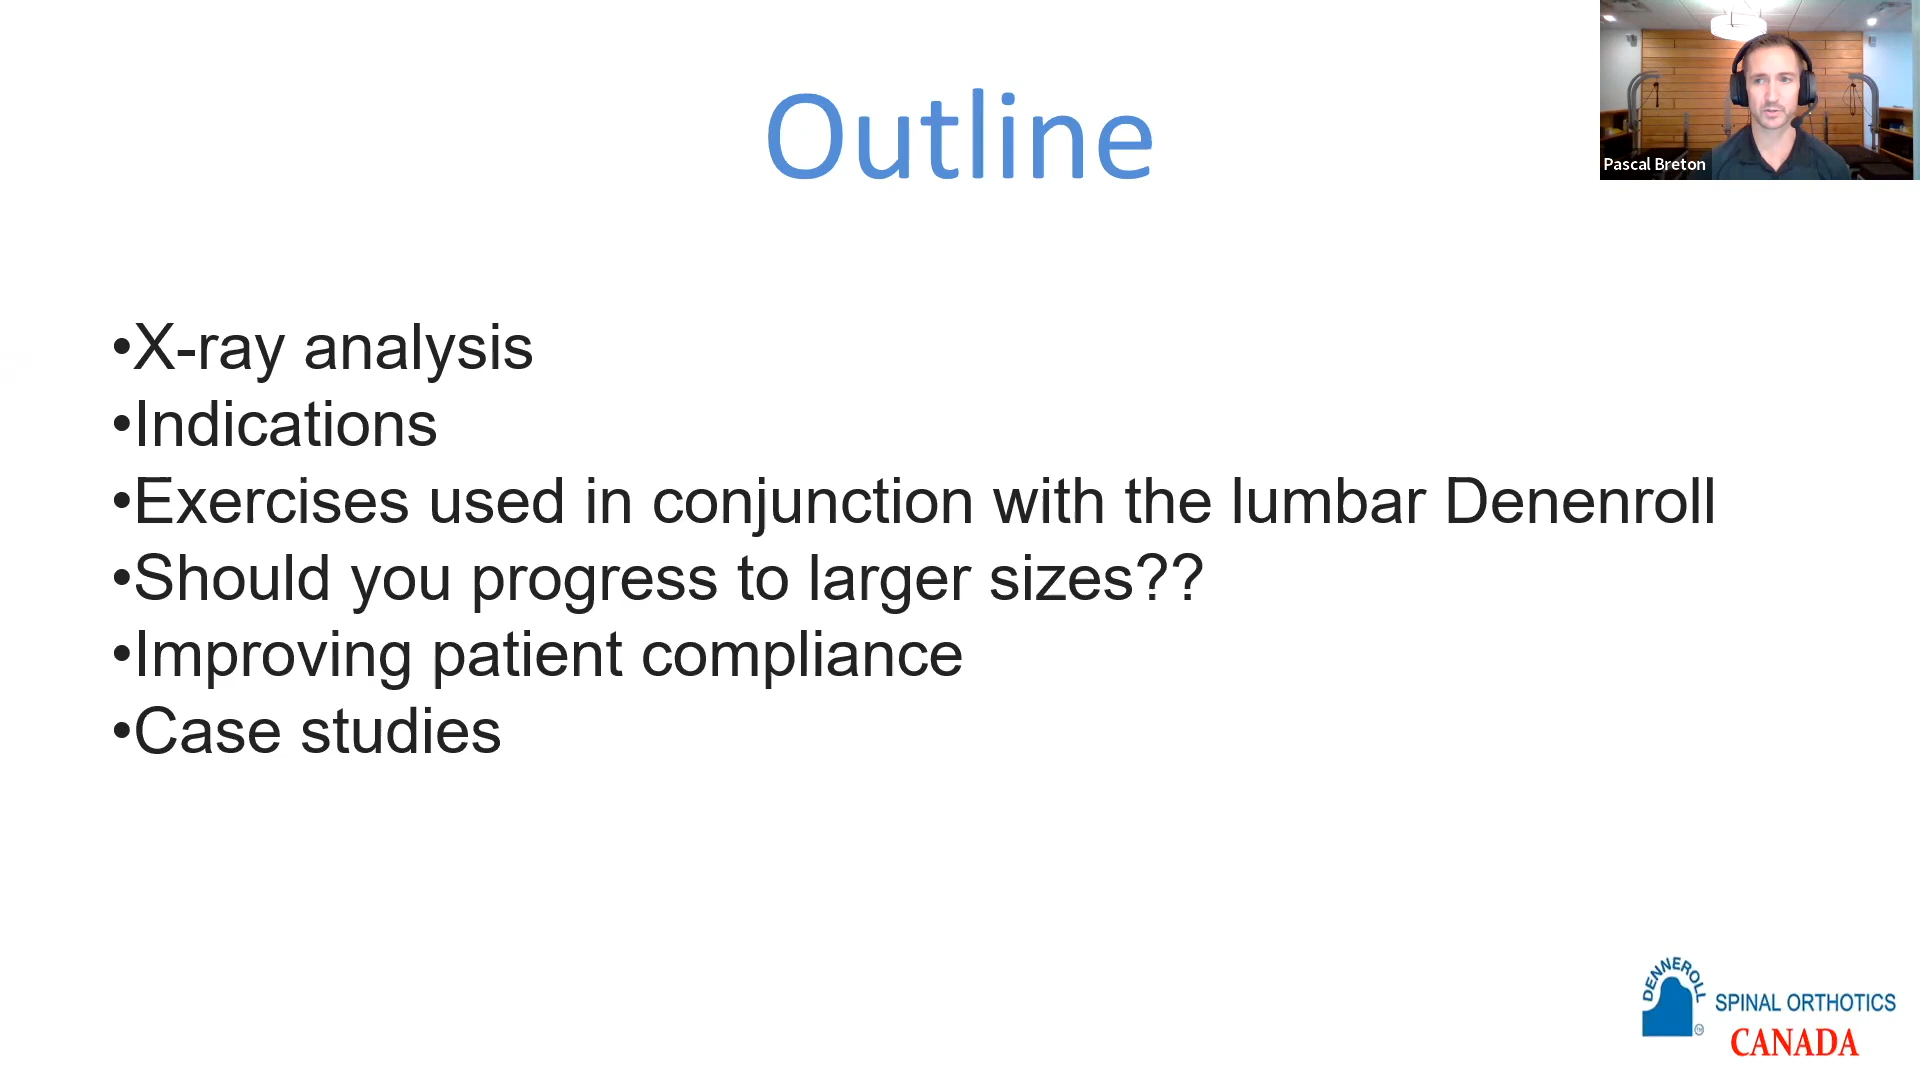 Outline
Pascal Breton
•X-ray analysis
•Indications
•Exercises used in conjunction with the lumbar Denenroll
•Should you progress to larger sizes??
•Improving patient compliance
•Case studies
DENNEROLL
TM
SPINAL ORTHOTICS
CANADA